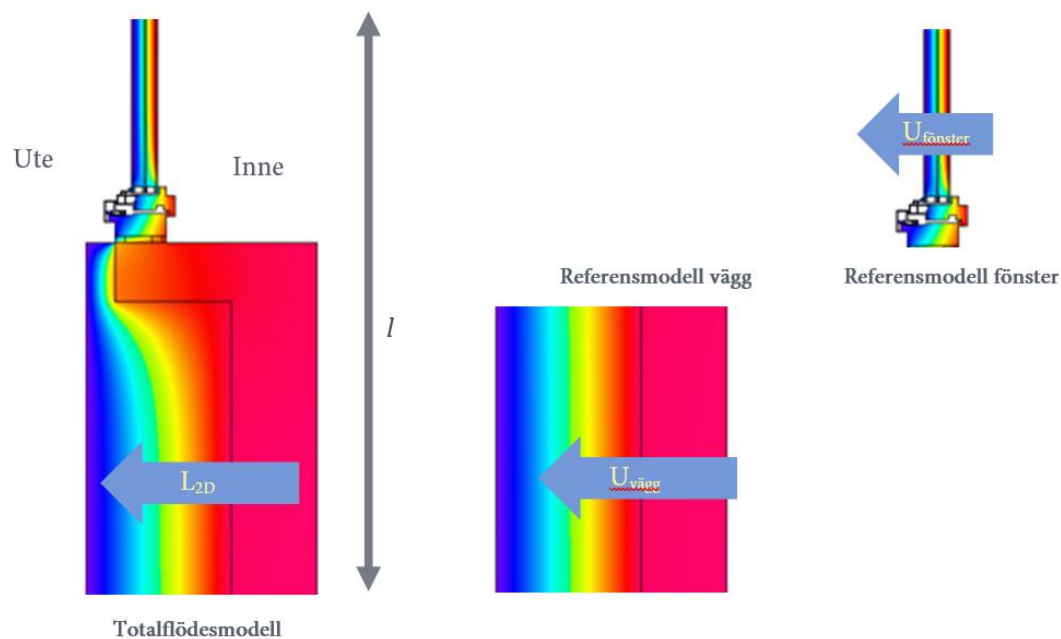 Ute
Inne
l
L2D
Totalflödesmodell
Referensmodell vägg
Uvägg
Ufönster
Referensmodell fönster